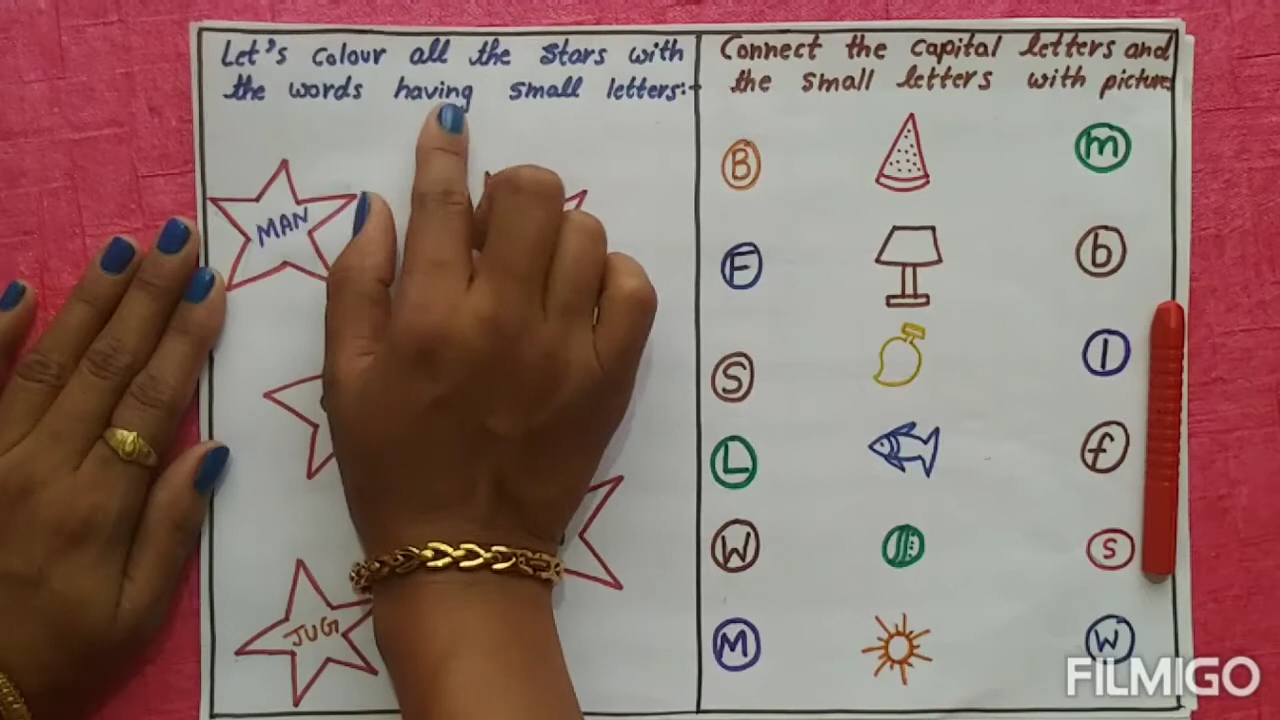 Let's colour all the stars with
the words having small letters:-
MAN
JUG
Connect the capital letters and
the small letters with picture
B
m
F
b
S
l
L
f
W
s
M
w
FILMIGO